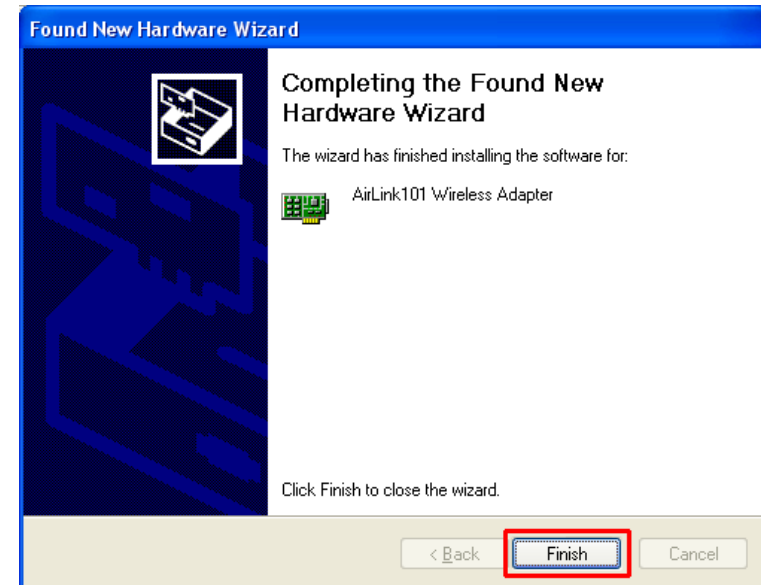 Found New Hardware Wizard
Completing the Found New
Hardware Wizard
The wizard has finished installing the software for:
AirLink101 Wireless Adapter
Click Finish to close the wizard.
< Back
Finish
Cancel